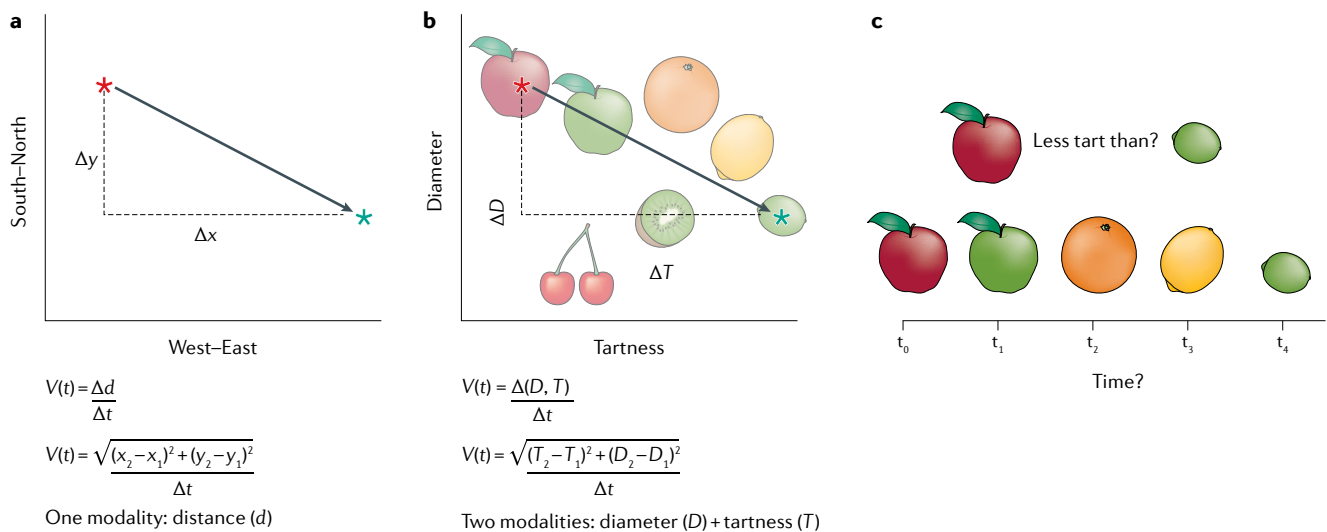 a
South–North
Δy
Δx
West–East
V(t) = Δd
Δt
V(t) = √(x₂ – x₁)² + (y₂ – y₁)²
Δt
One modality: distance (d)
b
Diameter
ΔD
ΔT
Tartness
V(t) = Δ(D, T)
Δt
V(t) = √(T₂ – T₁)² + (D₂ – D₁)²
Δt
Two modalities: diameter (D) + tartness (T)
c
Less tart than?
t₀ t₁ t₂ t₃ t₄
Time?